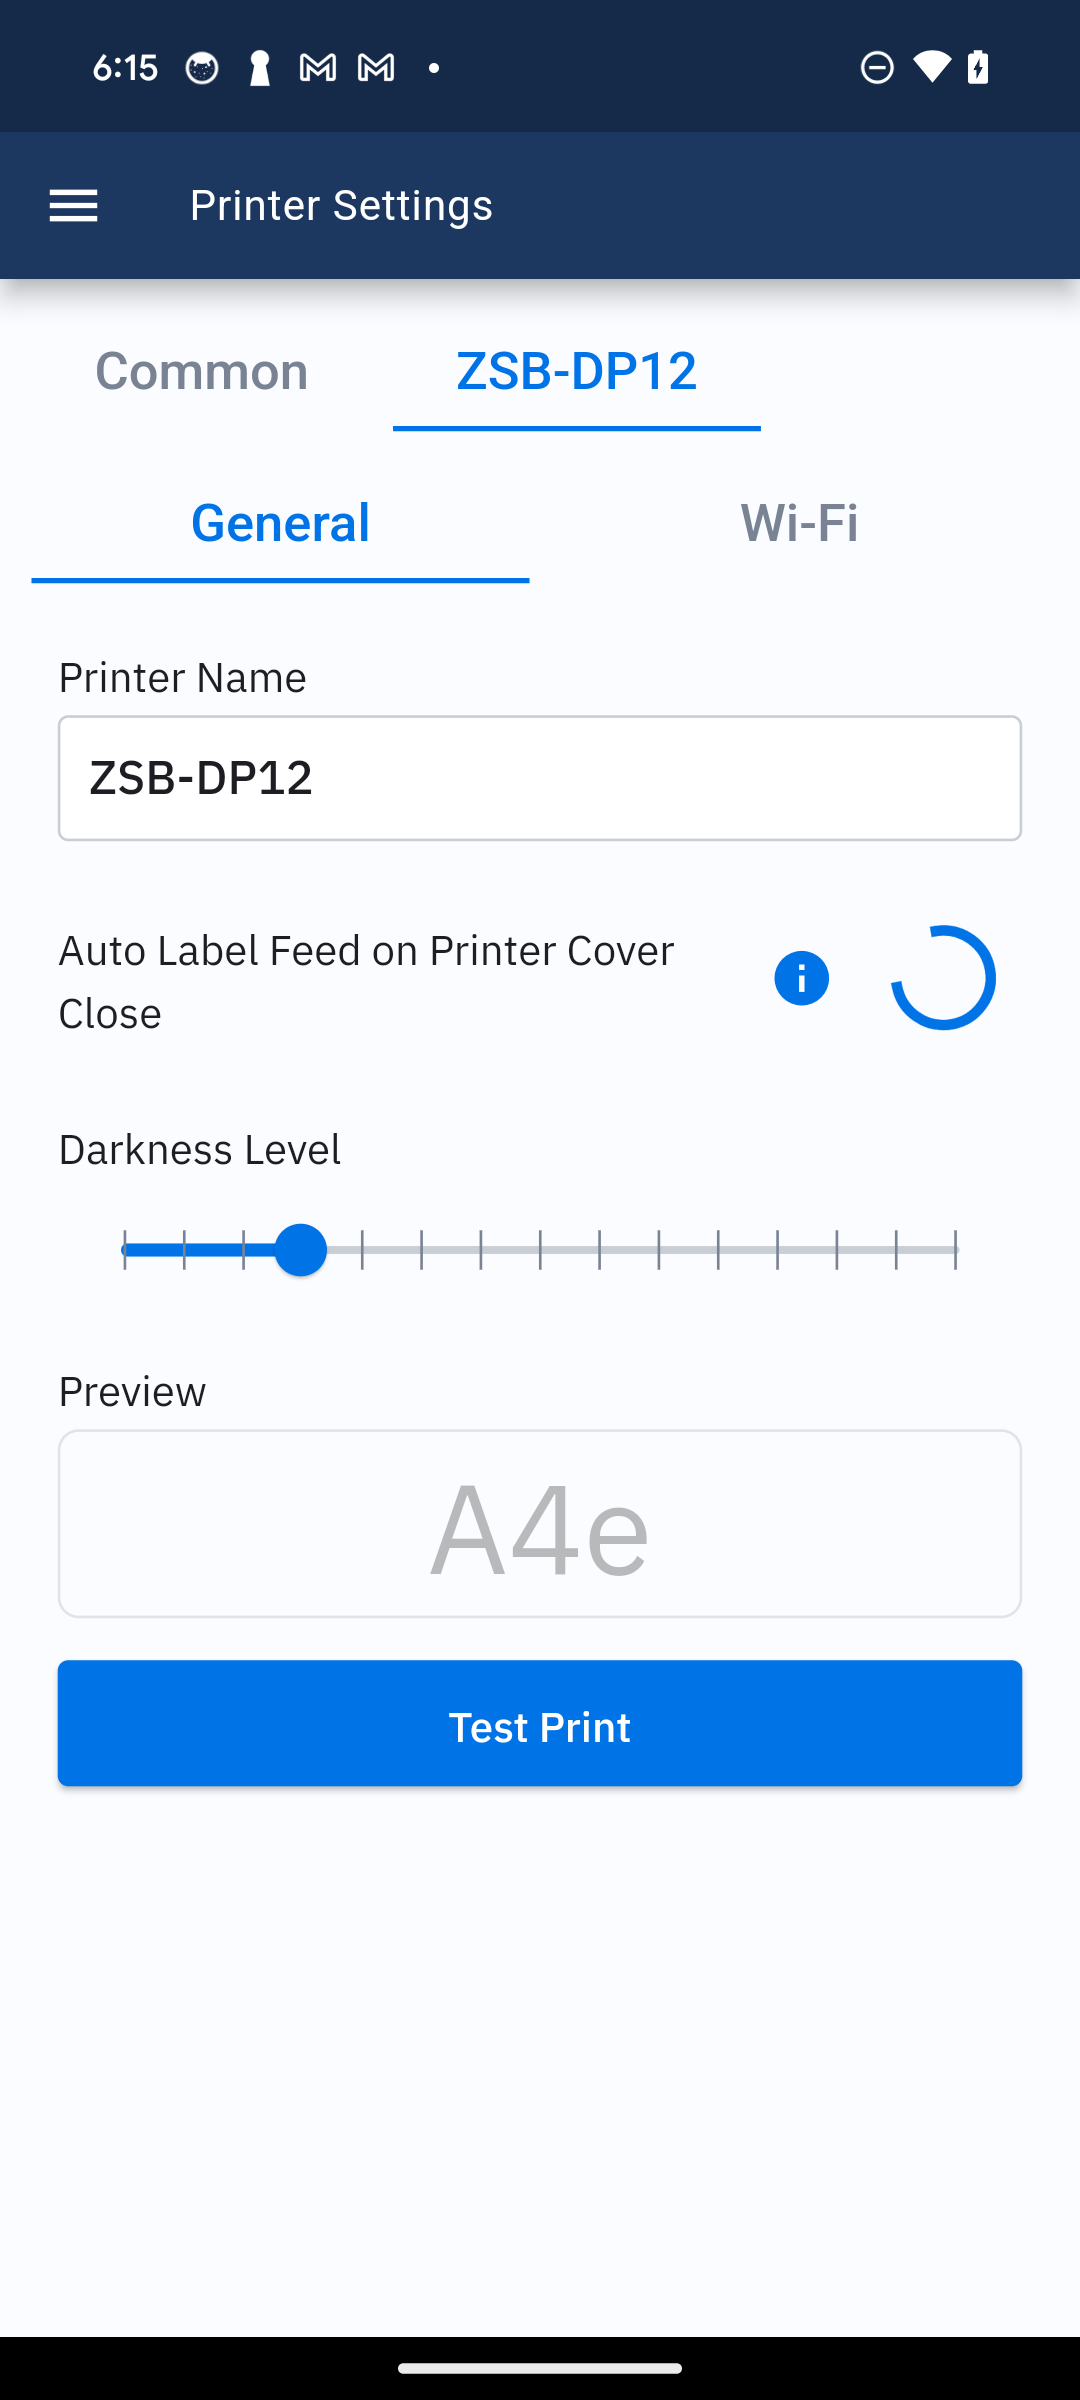 6:15
Printer Settings
Common ZSB-DP12
General Wi-Fi
Printer Name
ZSB-DP12
Auto Label Feed on Printer Cover
Close
Darkness Level
Preview
A4e
Test Print